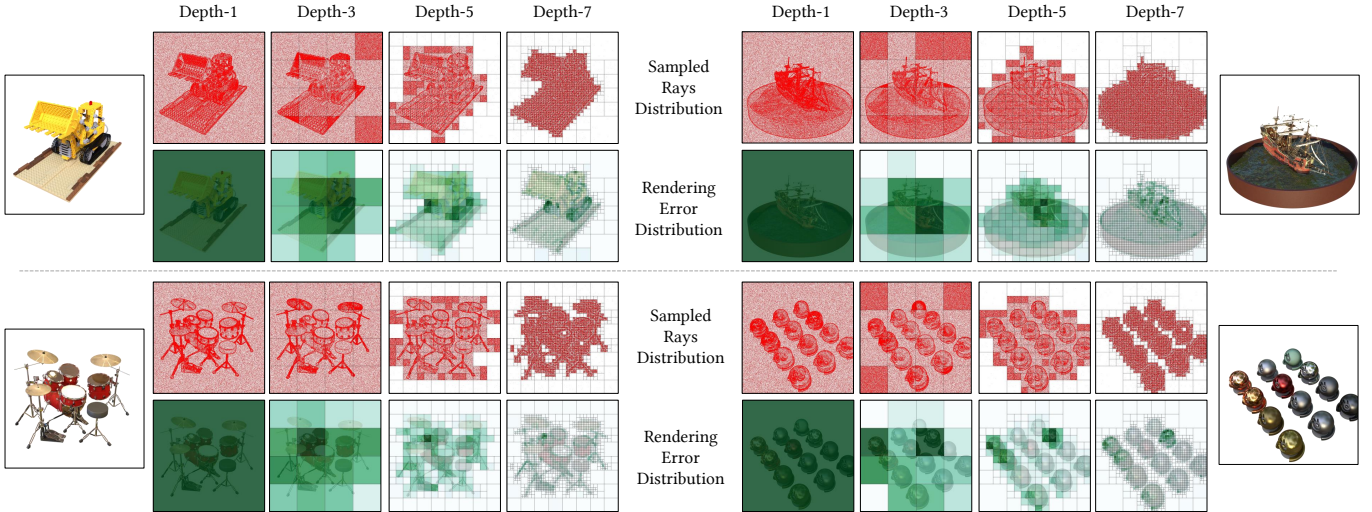 Depth-1 Depth-3 Depth-5 Depth-7 Depth-1 Depth-3 Depth-5 Depth-7
Sampled
Rays
Distribution
Rendering
Error
Distribution
Sampled
Rays
Distribution
Rendering
Error
Distribution